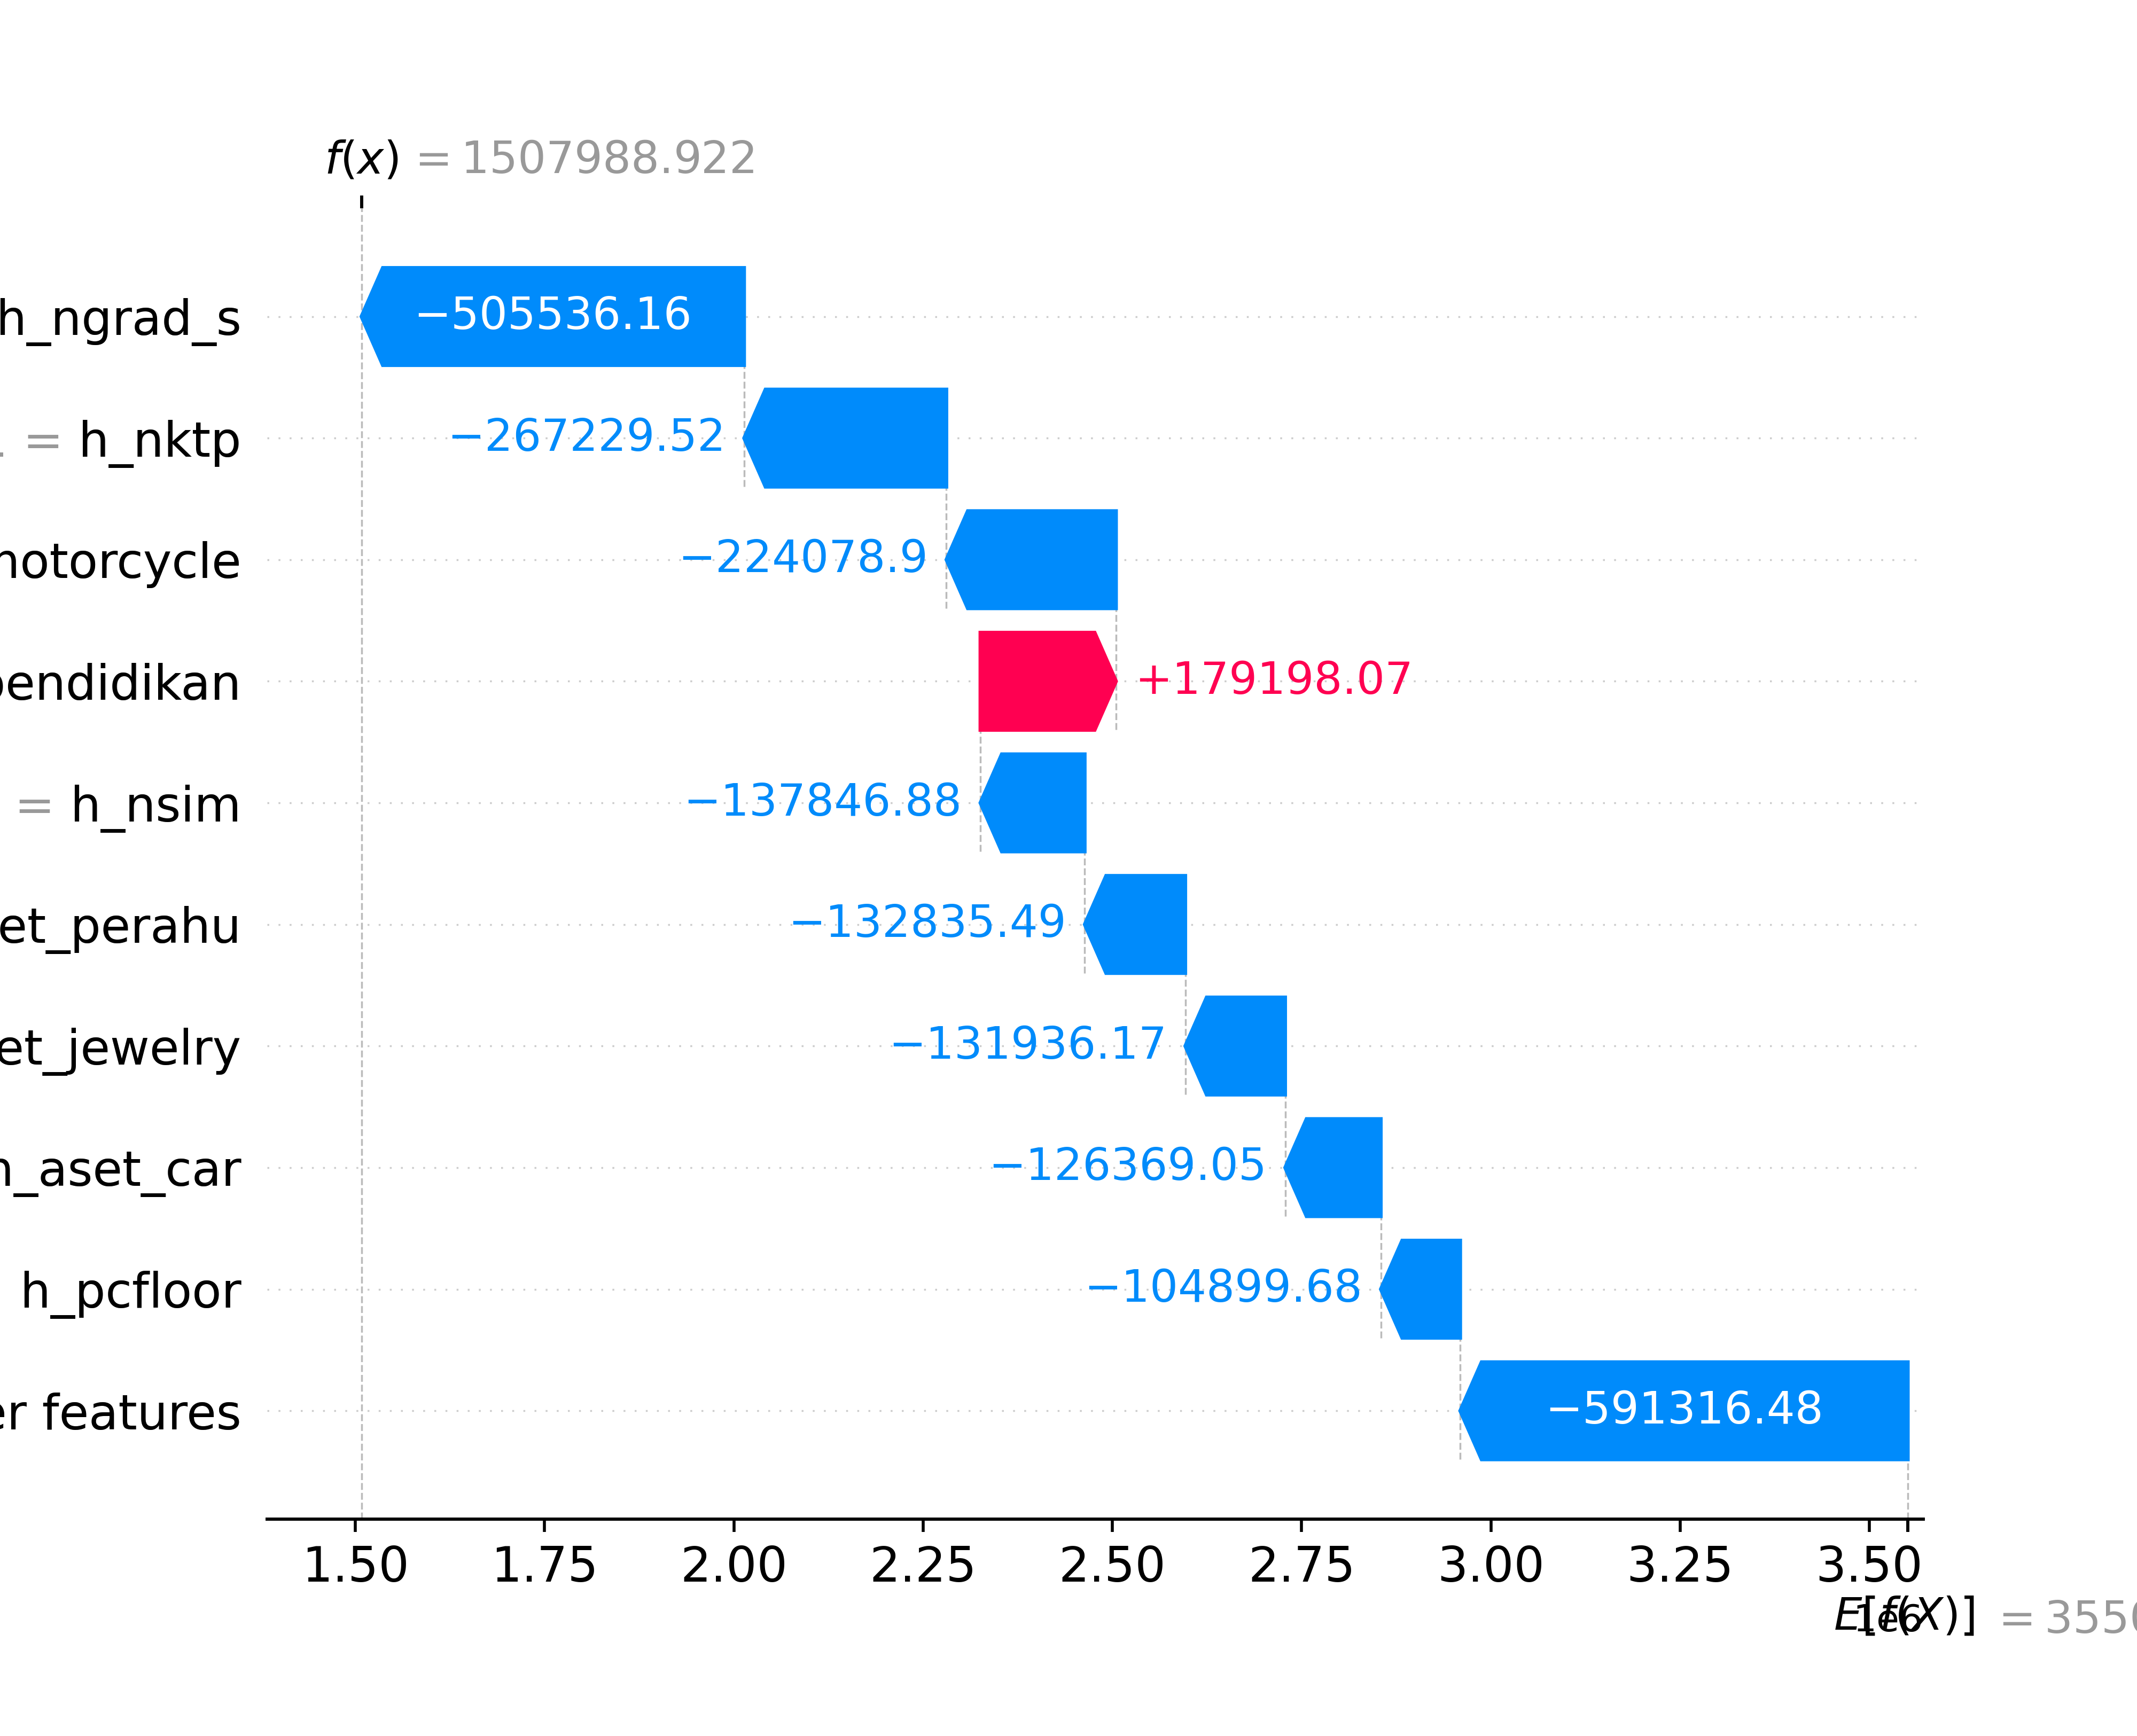 f(x) = 1507988.922
h_ngrad_s −505536.16
= h_nktp −267229.52
motorcycle −224078.9
pendidikan +179198.07
= h_nsim −137846.88
et_perahu −132835.49
et_jewelry −131936.17
h_aset_car −126369.05
h_pcfloor −104899.68
er features −591316.48
1.50 1.75 2.00 2.25 2.50 2.75 3.00 3.25 3.50
1e6
E[f(X)] = 3550